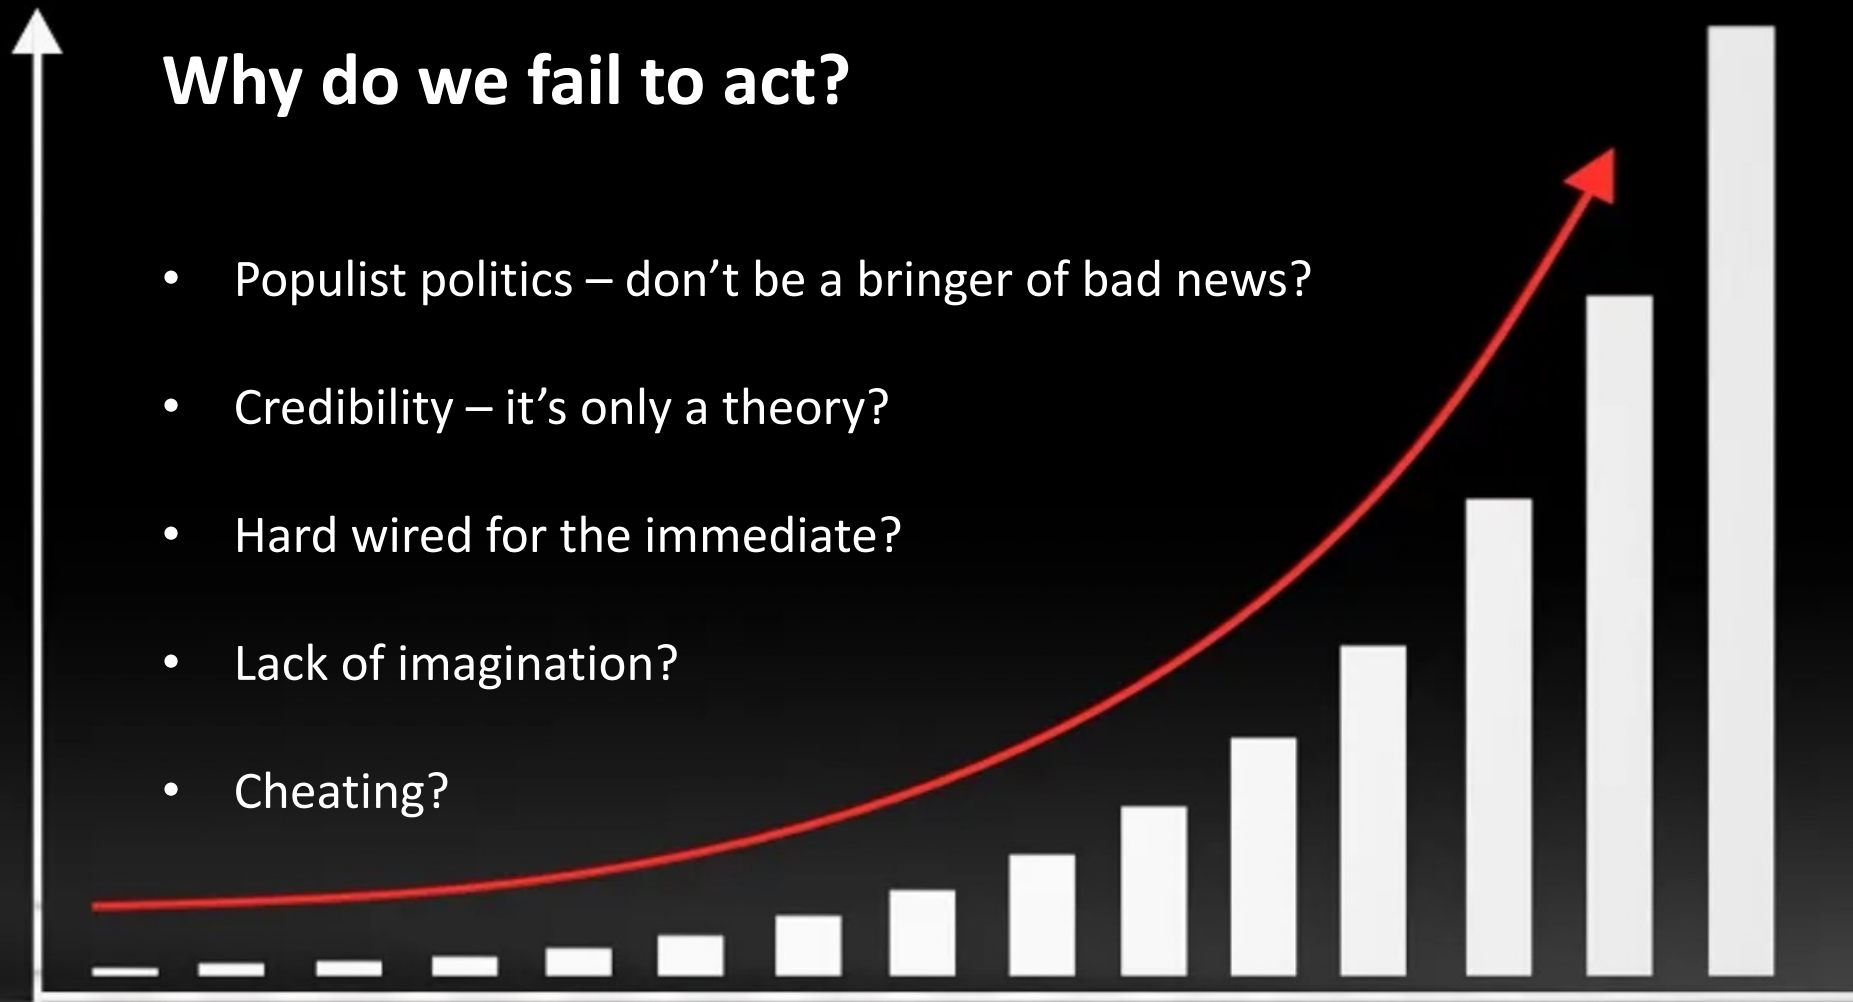 Why do we fail to act?
• Populist politics – don’t be a bringer of bad news?
• Credibility – it’s only a theory?
• Hard wired for the immediate?
• Lack of imagination?
• Cheating?